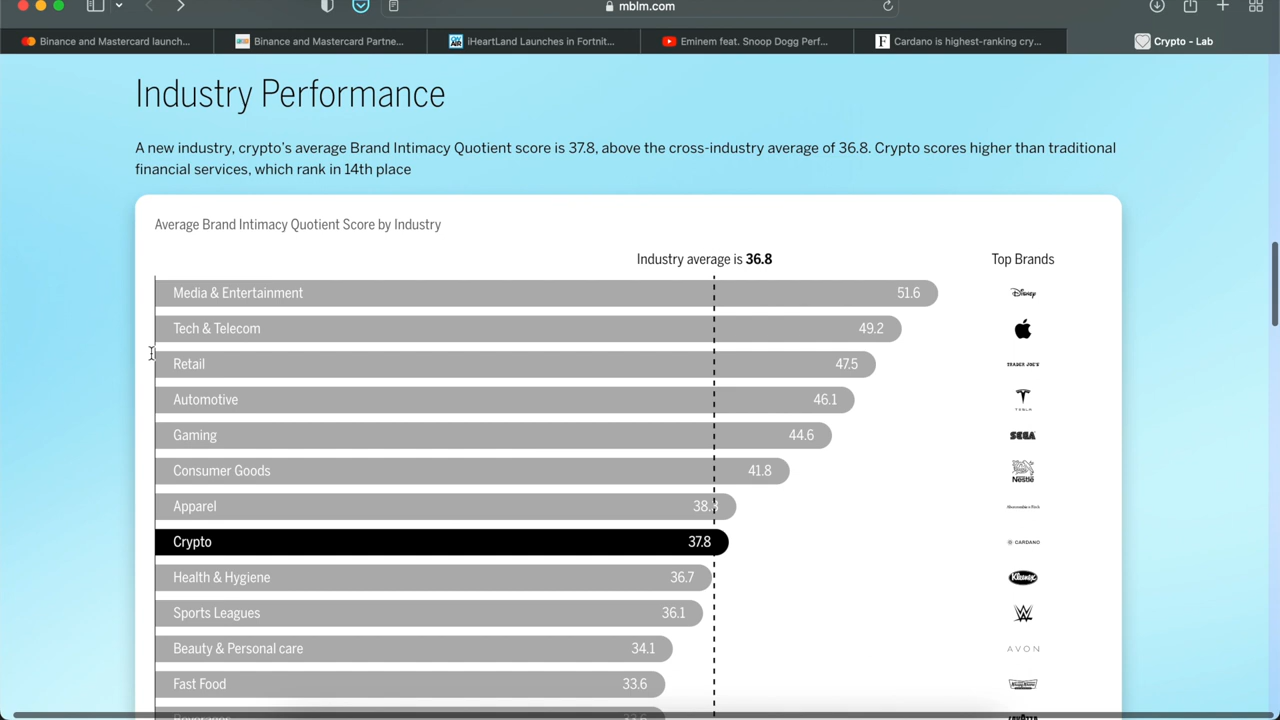 mblm.com
Binance and Mastercard launch...
Binance and Mastercard Partne...
iHeartLand Launches in Fortnit...
Eminem feat. Snoop Dogg Perf...
F
Cardano is highest-ranking cry...
Crypto – Lab
Industry Performance
A new industry, crypto's average Brand Intimacy Quotient score is 37.8, above the cross-industry average of 36.8. Crypto scores higher than traditional
financial services, which rank in 14th place
Average Brand Intimacy Quotient Score by Industry
Industry average is 36.8
Top Brands
Media & Entertainment 51.6 Disney
Tech & Telecom 49.2
Retail 47.5 TRADER JOE'S
Automotive 46.1 TESLA
Gaming 44.6 SEGA
Consumer Goods 41.8 Nestle
Apparel
Crypto 37.8 CARDANO
Health & Hygiene 36.7 Kleenex
Sports Leagues 36.1 W
Beauty & Personal care 34.1 AVON
Fast Food 33.6